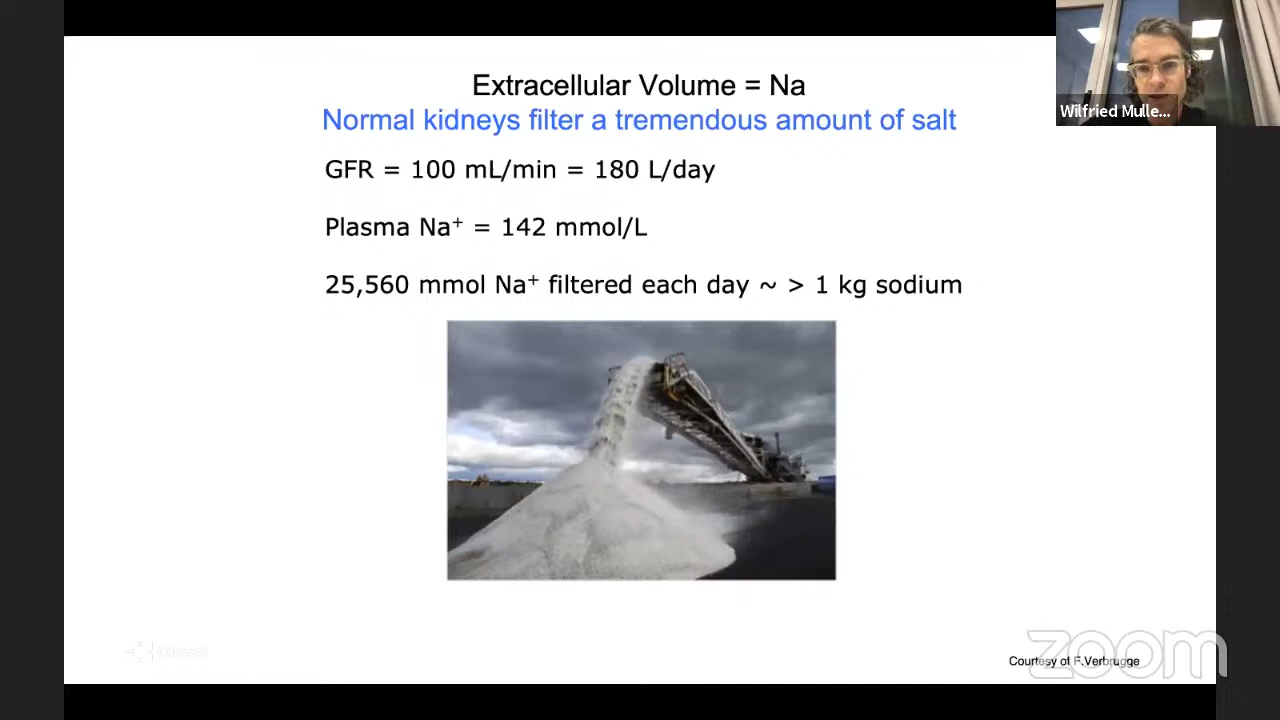 Extracellular Volume = Na
Wilfried Mulle...
Normal kidneys filter a tremendous amount of salt
GFR = 100 mL/min = 180 L/day
Plasma Na⁺ = 142 mmol/L
25,560 mmol Na⁺ filtered each day ~ > 1 kg sodium
zoom
Courtesy of F.Verbrugge